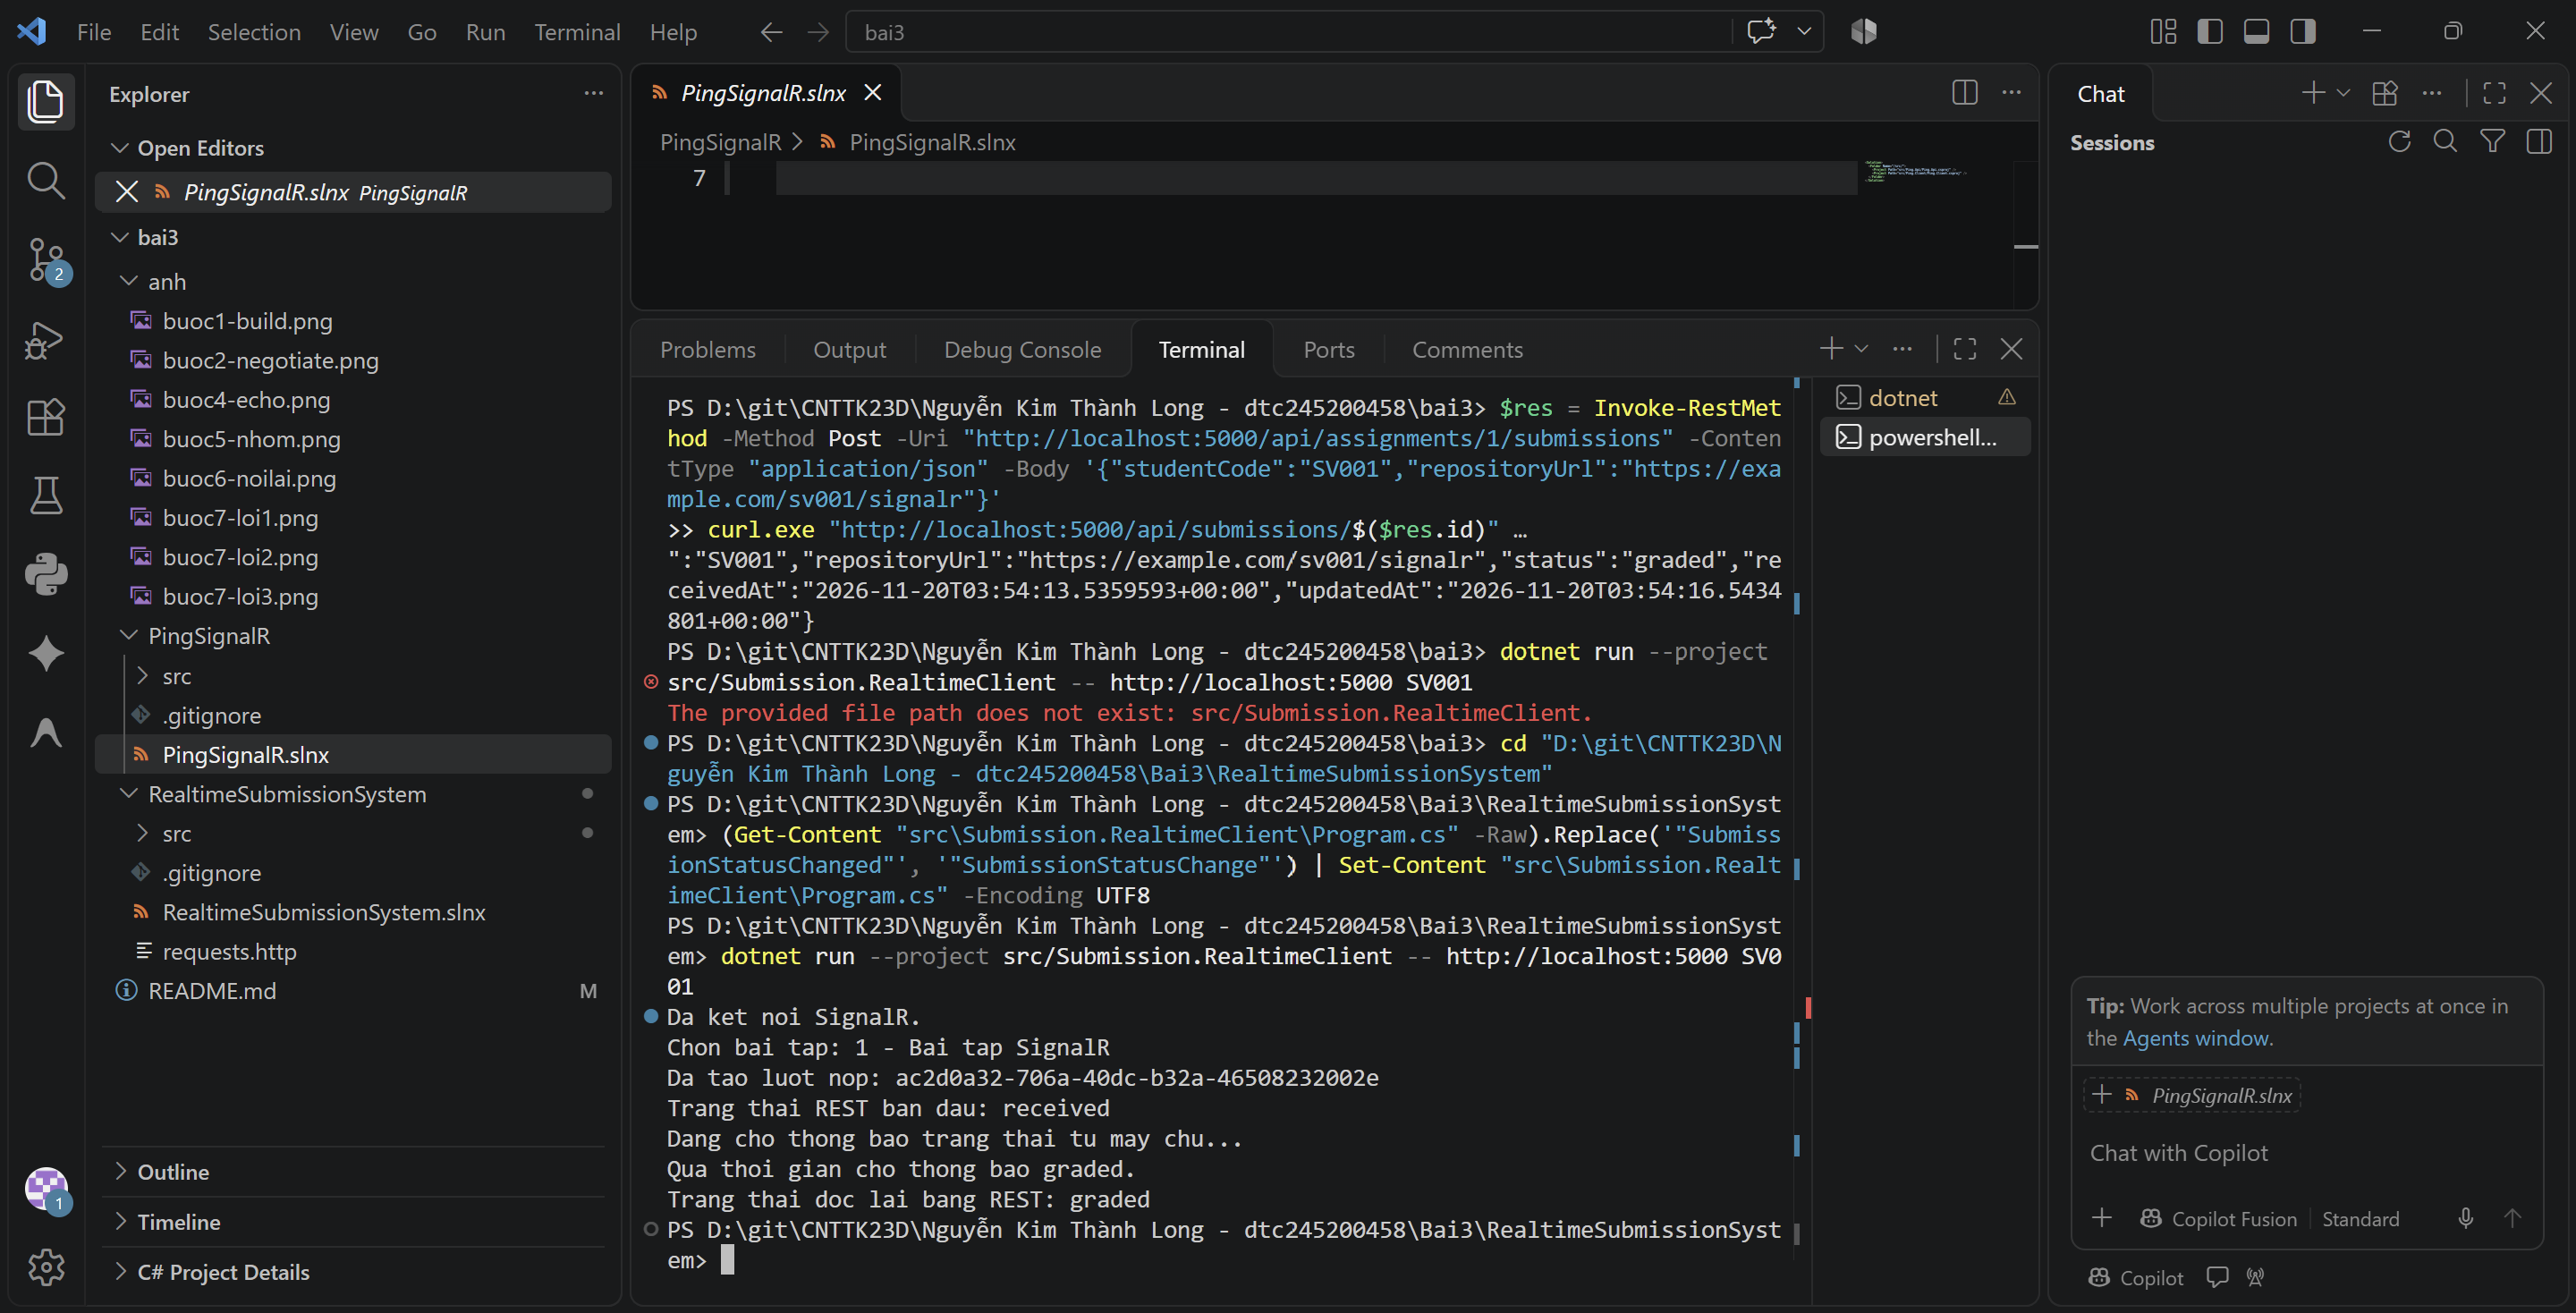 File Edit Selection View Go Run Terminal Help
bai3
Explorer
Open Editors
PingSignalR.slnx PingSignalR
bai3
anh
buoc1-build.png
buoc2-negotiate.png
buoc4-echo.png
buoc5-nhom.png
buoc6-noilai.png
buoc7-loi1.png
buoc7-loi2.png
buoc7-loi3.png
PingSignalR
src
.gitignore
PingSignalR.slnx
RealtimeSubmissionSystem
src
.gitignore
RealtimeSubmissionSystem.slnx
requests.http
README.md M
Outline
Timeline
C# Project Details
2
1
PingSignalR.slnx
PingSignalR > PingSignalR.slnx
7
Problems Output Debug Console Terminal Ports Comments
PS D:\git\CNTTK23D\Nguyễn Kim Thành Long - dtc245200458\bai3> $res = Invoke-RestMet
hod -Method Post -Uri "http://localhost:5000/api/assignments/1/submissions" -Conten
tType "application/json" -Body '{"studentCode":"SV001","repositoryUrl":"https://exa
mple.com/sv001/signalr"}'
>> curl.exe "http://localhost:5000/api/submissions/$($res.id)" …
":"SV001","repositoryUrl":"https://example.com/sv001/signalr","status":"graded","re
ceivedAt":"2026-11-20T03:54:13.5359593+00:00","updatedAt":"2026-11-20T03:54:16.5434
801+00:00"}
PS D:\git\CNTTK23D\Nguyễn Kim Thành Long - dtc245200458\bai3> dotnet run --project
src/Submission.RealtimeClient -- http://localhost:5000 SV001
The provided file path does not exist: src/Submission.RealtimeClient.
PS D:\git\CNTTK23D\Nguyễn Kim Thành Long - dtc245200458\bai3> cd "D:\git\CNTTK23D\N
guyễn Kim Thành Long - dtc245200458\Bai3\RealtimeSubmissionSystem"
PS D:\git\CNTTK23D\Nguyễn Kim Thành Long - dtc245200458\Bai3\RealtimeSubmissionSyst
em> (Get-Content "src\Submission.RealtimeClient\Program.cs" -Raw).Replace('"Submiss
ionStatusChanged"', '"SubmissionStatusChange"') | Set-Content "src\Submission.Realt
imeClient\Program.cs" -Encoding UTF8
PS D:\git\CNTTK23D\Nguyễn Kim Thành Long - dtc245200458\Bai3\RealtimeSubmissionSyst
em> dotnet run --project src/Submission.RealtimeClient -- http://localhost:5000 SV0
01
Da ket noi SignalR.
Chon bai tap: 1 - Bai tap SignalR
Da tao luot nop: ac2d0a32-706a-40dc-b32a-46508232002e
Trang thai REST ban dau: received
Dang cho thong bao trang thai tu may chu...
Qua thoi gian cho thong bao graded.
Trang thai doc lai bang REST: graded
PS D:\git\CNTTK23D\Nguyễn Kim Thành Long - dtc245200458\Bai3\RealtimeSubmissionSyst
em>
dotnet
powershell...
Chat
Sessions
Tip: Work across multiple projects at once in
the Agents window.
PingSignalR.slnx
Chat with Copilot
Copilot Fusion Standard
Copilot